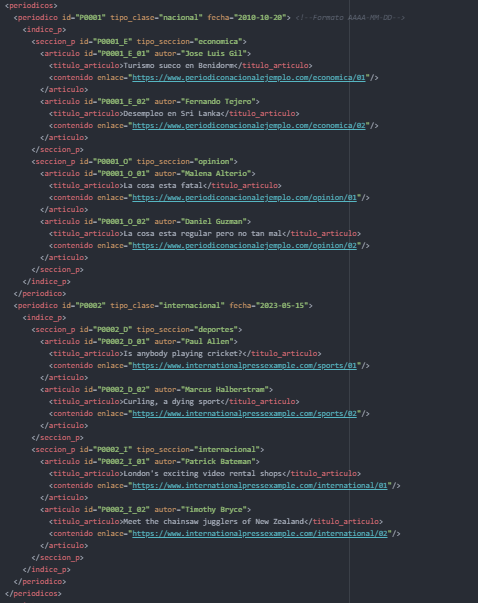 <periodicos>
<periodico id="P0001" tipo_clase="nacional" fecha="2010-10-20"> <!--Formato AAAA-MM-DD-->
<indice_p>
<seccion_p id="P0001_E" tipo_seccion="economica">
<articulo id="P0001_E_01" autor="Jose Luis Gil">
<titulo_articulo>Turismo sueco en Benidorm</titulo_articulo>
<contenido enlace="https://www.periodiconacionalejemplo.com/economica/01"/>
</articulo>
<articulo id="P0001_E_02" autor="Fernando Tejero">
<titulo_articulo>Desempleo en Sri Lanka</titulo_articulo>
<contenido enlace="https://www.periodiconacionalejemplo.com/economica/02"/>
</articulo>
</seccion_p>
<seccion_p id="P0001_O" tipo_seccion="opinion">
<articulo id="P0001_O_01" autor="Malena Alterio">
<titulo_articulo>La cosa esta fatal</titulo_articulo>
<contenido enlace="https://www.periodiconacionalejemplo.com/opinion/01"/>
</articulo>
<articulo id="P0001_O_02" autor="Daniel Guzman">
<titulo_articulo>La cosa esta regular pero no tan mal</titulo_articulo>
<contenido enlace="https://www.periodiconacionalejemplo.com/opinion/02"/>
</articulo>
</seccion_p>
</indice_p>
</periodico>
<periodico id="P0002" tipo_clase="internacional" fecha="2023-05-15">
<indice_p>
<seccion_p id="P0002_D" tipo_seccion="deportes">
<articulo id="P0002_D_01" autor="Paul Allen">
<titulo_articulo>Is anybody playing cricket?</titulo_articulo>
<contenido enlace="https://www.internationalpressexample.com/sports/01"/>
</articulo>
<articulo id="P0002_D_02" autor="Marcus Halberstram">
<titulo_articulo>Curling, a dying sport</titulo_articulo>
<contenido enlace="https://www.internationalpressexample.com/sports/02"/>
</articulo>
</seccion_p>
<seccion_p id="P0002_I" tipo_seccion="internacional">
<articulo id="P0002_I_01" autor="Patrick Bateman">
<titulo_articulo>London's exciting video rental shops</titulo_articulo>
<contenido enlace="https://www.internationalpressexample.com/international/01"/>
</articulo>
<articulo id="P0002_I_02" autor="Timothy Bryce">
<titulo_articulo>Meet the chainsaw jugglers of New Zealand</titulo_articulo>
<contenido enlace="https://www.internationalpressexample.com/international/02"/>
</articulo>
</seccion_p>
</indice_p>
</periodico>
</periodicos>